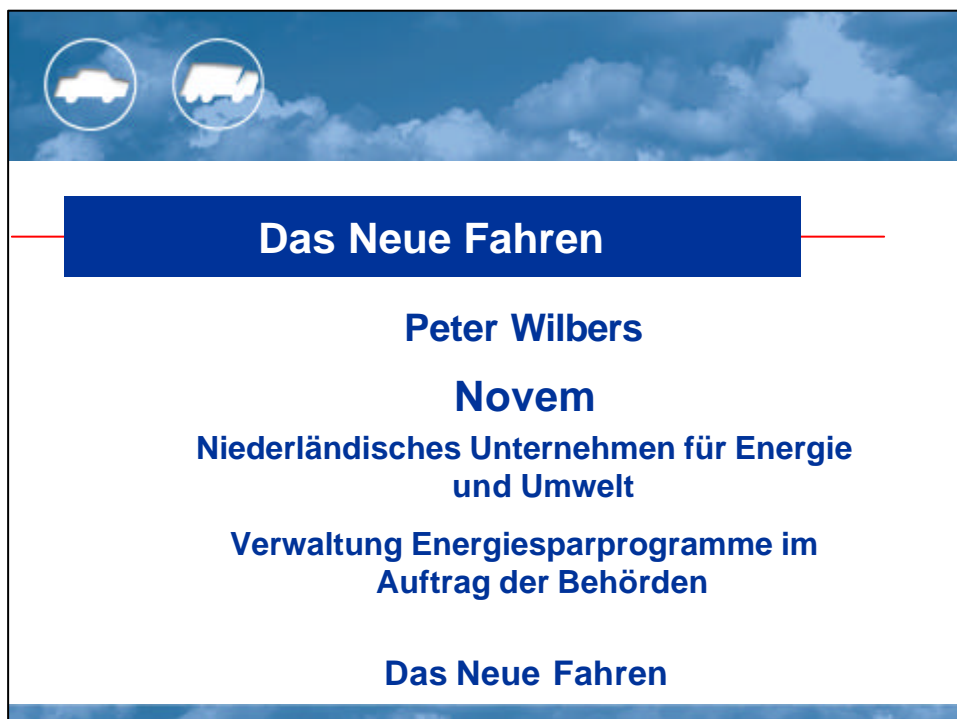 Das Neue Fahren
Peter Wilbers
Novem
Niederländisches Unternehmen für Energie
und Umwelt
Verwaltung Energiesparprogramme im
Auftrag der Behörden
Das Neue Fahren